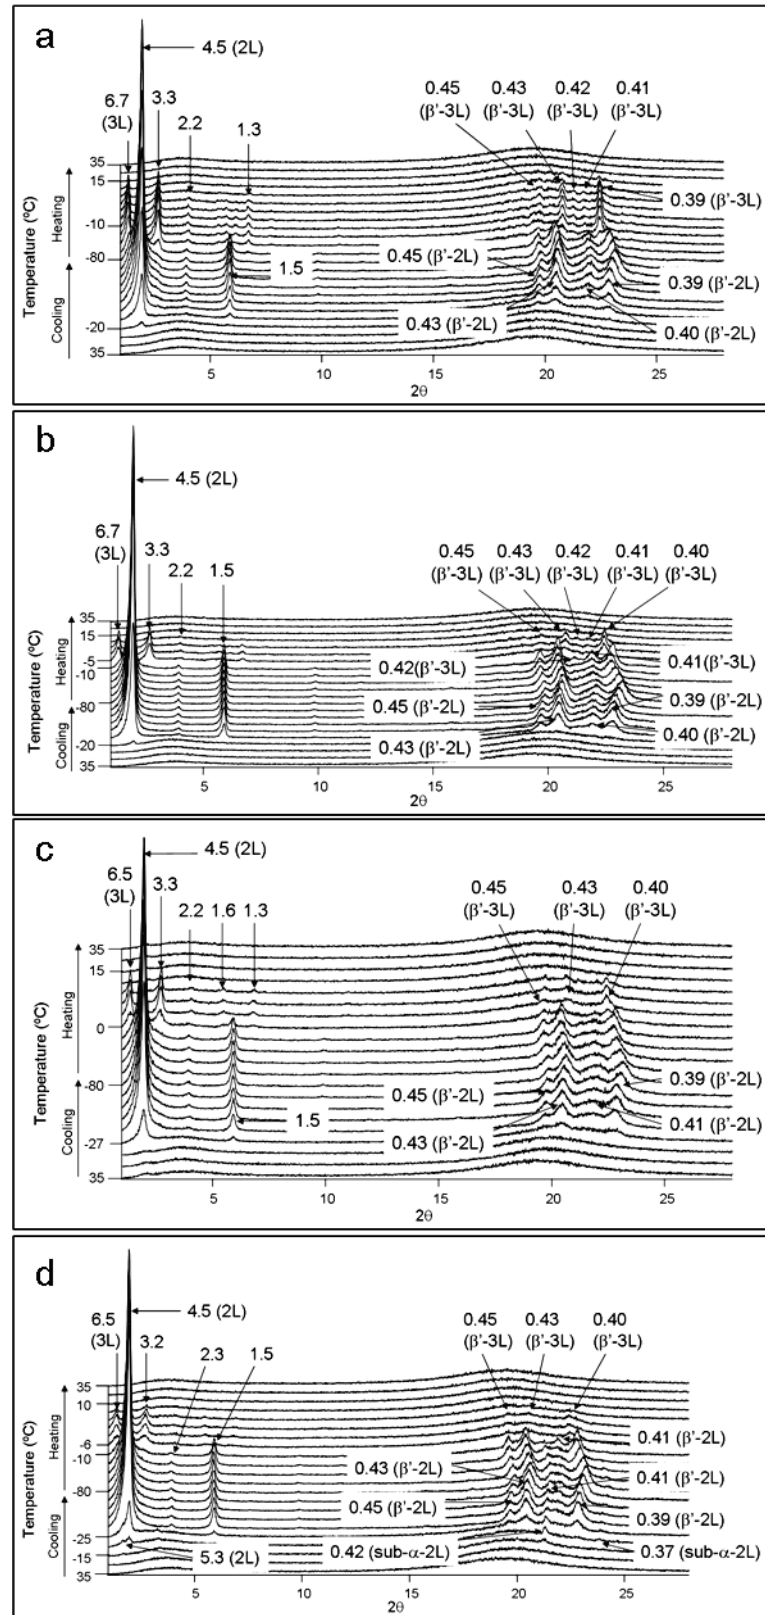 a
4.5 (2L)
6.7
(3L)
3.3
2.2
1.3
0.45
(β'-3L)
0.43
(β'-3L)
0.42
(β'-3L)
0.41
(β'-3L)
0.39 (β'-3L)
0.45 (β'-2L)
1.5
0.39 (β'-2L)
0.43 (β'-2L)
0.40 (β'-2L)
Temperature (ºC)
Heating
Cooling
35
15
-10
-80
-20
35
5
10
15
20
25
2θ
b
4.5 (2L)
6.7
(3L)
3.3
2.2
1.5
0.45
(β'-3L)
0.43
(β'-3L)
0.42
(β'-3L)
0.41
(β'-3L)
0.40
(β'-3L)
0.42(β'-3L)
0.41(β'-3L)
0.45 (β'-2L)
0.39 (β'-2L)
0.43 (β'-2L)
0.40 (β'-2L)
Temperature (ºC)
Heating
Cooling
35
15
-5
-10
-80
-20
35
5
10
15
20
25
2θ
c
4.5 (2L)
6.5
(3L)
3.3
2.2
1.6
1.3
0.45
(β'-3L)
0.43
(β'-3L)
0.40
(β'-3L)
0.39 (β'-2L)
0.45 (β'-2L)
1.5
0.41 (β'-2L)
0.43 (β'-2L)
Temperature (ºC)
Heating
Cooling
35
15
0
-80
-27
35
5
10
15
20
25
2θ
d
4.5 (2L)
6.5
(3L)
3.2
2.3
1.5
0.45
(β'-3L)
0.43
(β'-3L)
0.40
(β'-3L)
0.41 (β'-2L)
0.43 (β'-2L)
0.41 (β'-2L)
0.45 (β'-2L)
0.39 (β'-2L)
5.3 (2L)
0.42 (sub-α-2L)
0.37 (sub-α-2L)
Temperature (ºC)
Heating
Cooling
35
10
-6
-10
-80
-25
-15
35
5
10
15
20
25
2θ